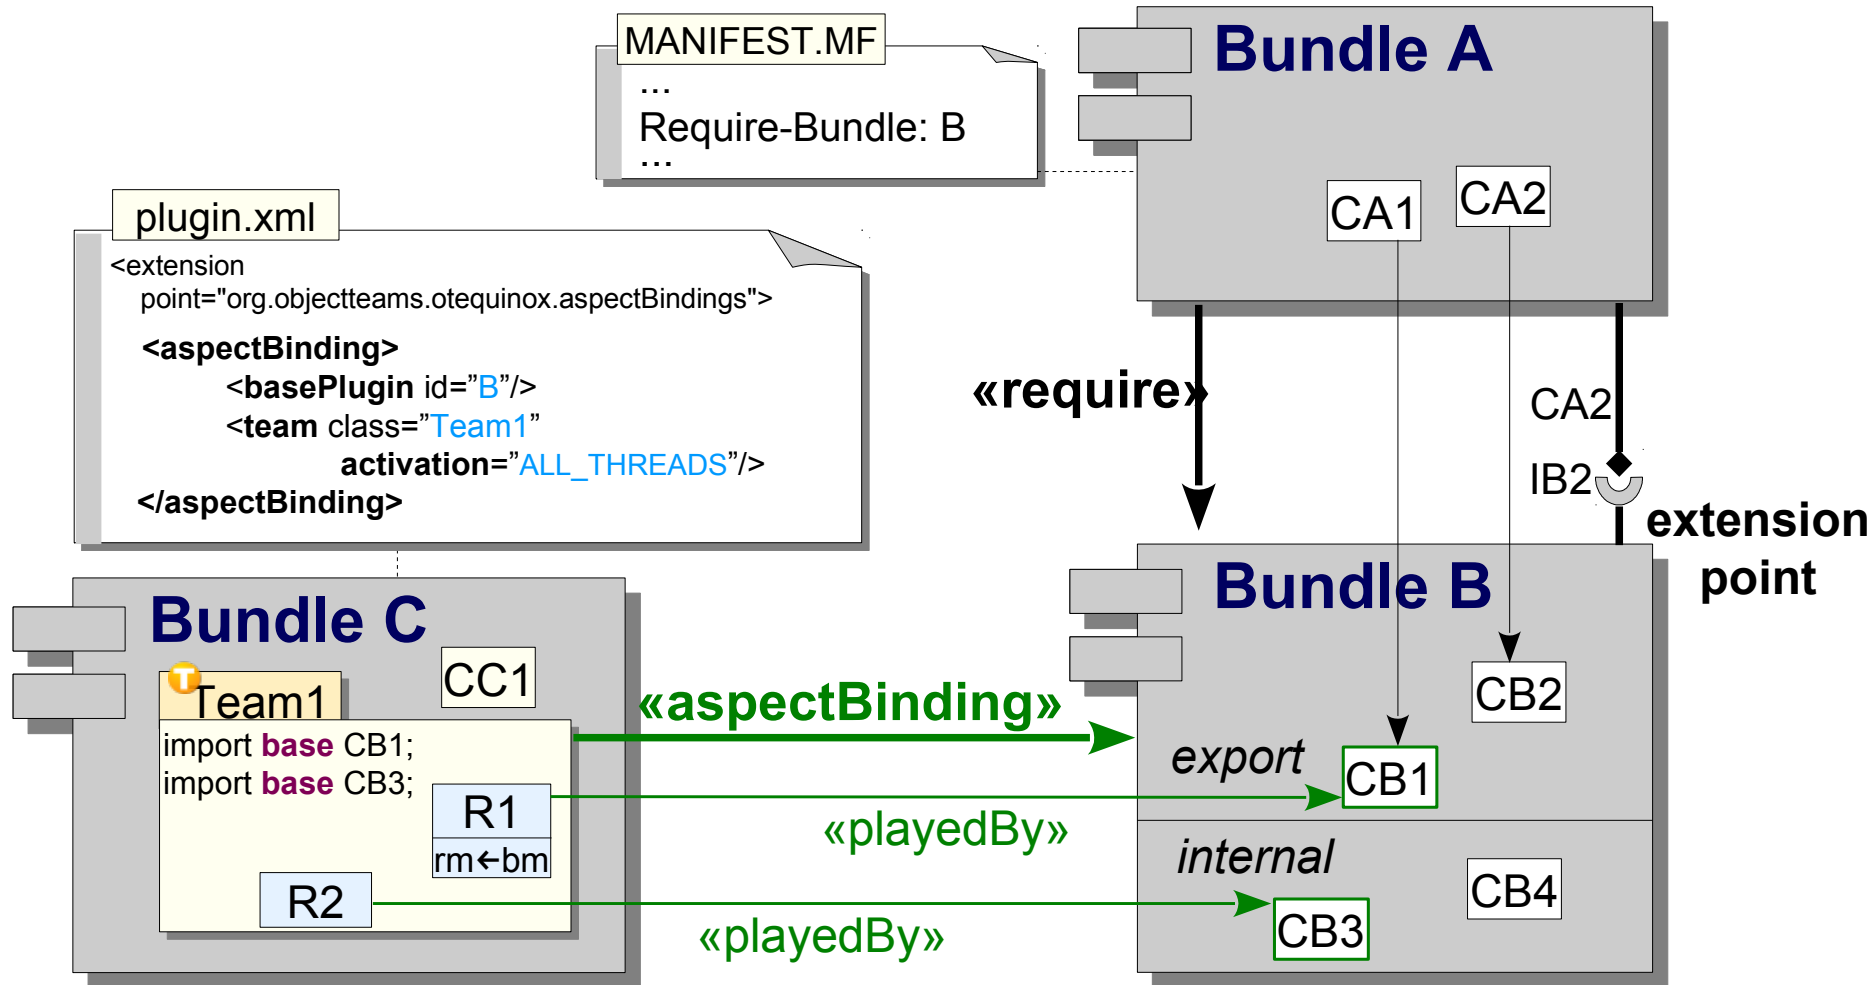 MANIFEST.MF
...
Require-Bundle: B
...
Bundle A
CA1
CA2
plugin.xml
<extension
point="org.objectteams.otequinox.aspectBindings">
<aspectBinding>
<basePlugin id=”B”/>
<team class=”Team1”
activation=”ALL_THREADS”/>
</aspectBinding>
«require»
CA2
IB2
extension
point
Bundle C
CC1
T
Team1
import base CB1;
import base CB3;
R1
rm←bm
R2
«aspectBinding»
«playedBy»
«playedBy»
Bundle B
CB2
export
CB1
internal
CB4
CB3